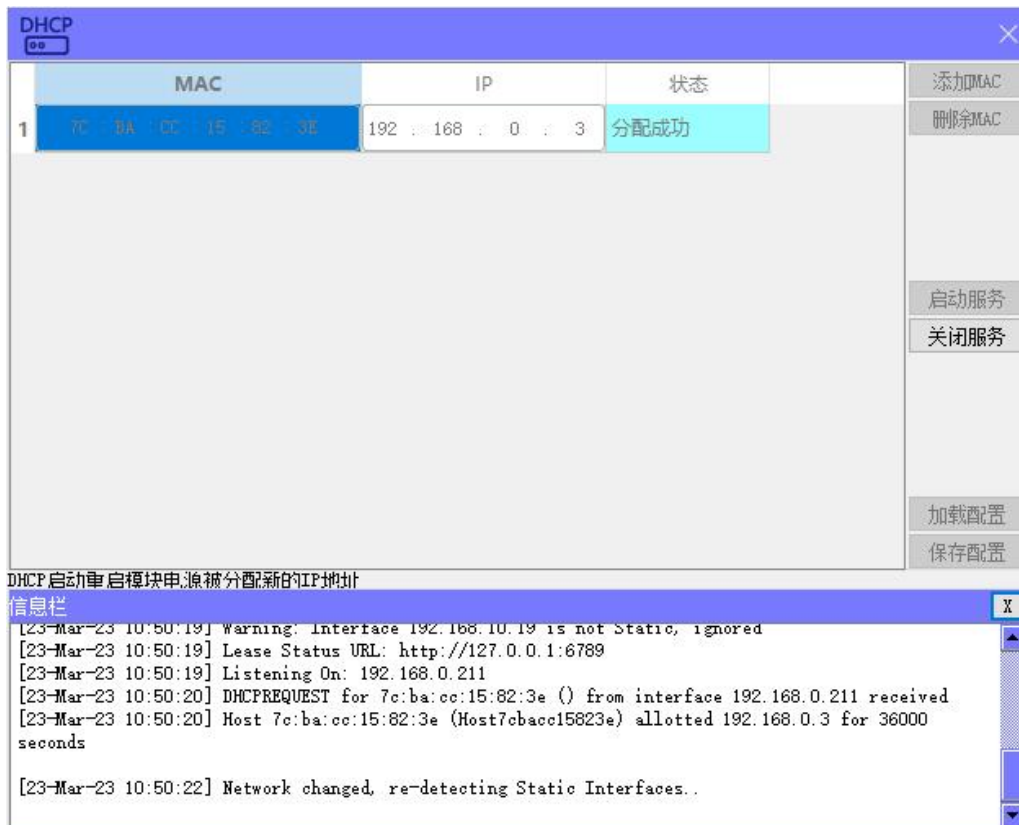 DHCP
MAC IP 状态 添加MAC
1 7C : BA : CC : 15 : 82 : 3E 192 . 168 . 0 . 3 分配成功 删除MAC
启动服务
关闭服务
加载配置
保存配置
DHCP启动重启模块电源被分配新的IP地址
信息栏 X
[23-Mar-23 10:50:19] Warning: Interface 192.168.10.19 is not Static, ignored
[23-Mar-23 10:50:19] Lease Status URL: http://127.0.0.1:6789
[23-Mar-23 10:50:19] Listening On: 192.168.0.211
[23-Mar-23 10:50:20] DHCPREQUEST for 7c:ba:cc:15:82:3e () from interface 192.168.0.211 received
[23-Mar-23 10:50:20] Host 7c:ba:cc:15:82:3e (Host7cbacc15823e) allotted 192.168.0.3 for 36000
seconds
[23-Mar-23 10:50:22] Network changed, re-detecting Static Interfaces..